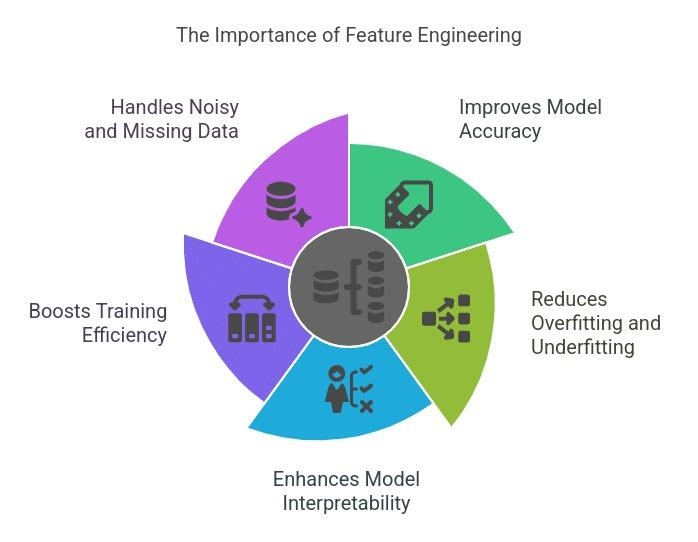 The Importance of Feature Engineering
Handles Noisy
and Missing Data
Improves Model
Accuracy
Boosts Training
Efficiency
Reduces
Overfitting and
Underfitting
Enhances Model
Interpretability